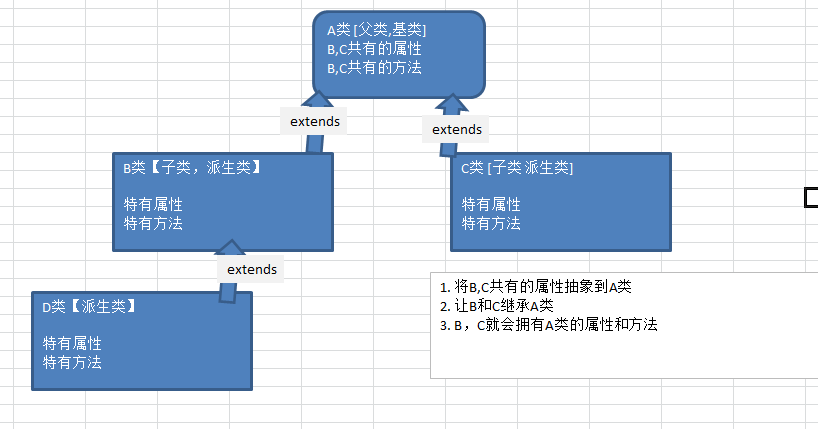 A类 [父类,基类]
B,C共有的属性
B,C共有的方法
extends
extends
B类【子类，派生类】
特有属性
特有方法
C类 [子类 派生类]
特有属性
特有方法
extends
D类【派生类】
特有属性
特有方法
1. 将B,C共有的属性抽象到A类
2. 让B和C继承A类
3. B，C就会拥有A类的属性和方法